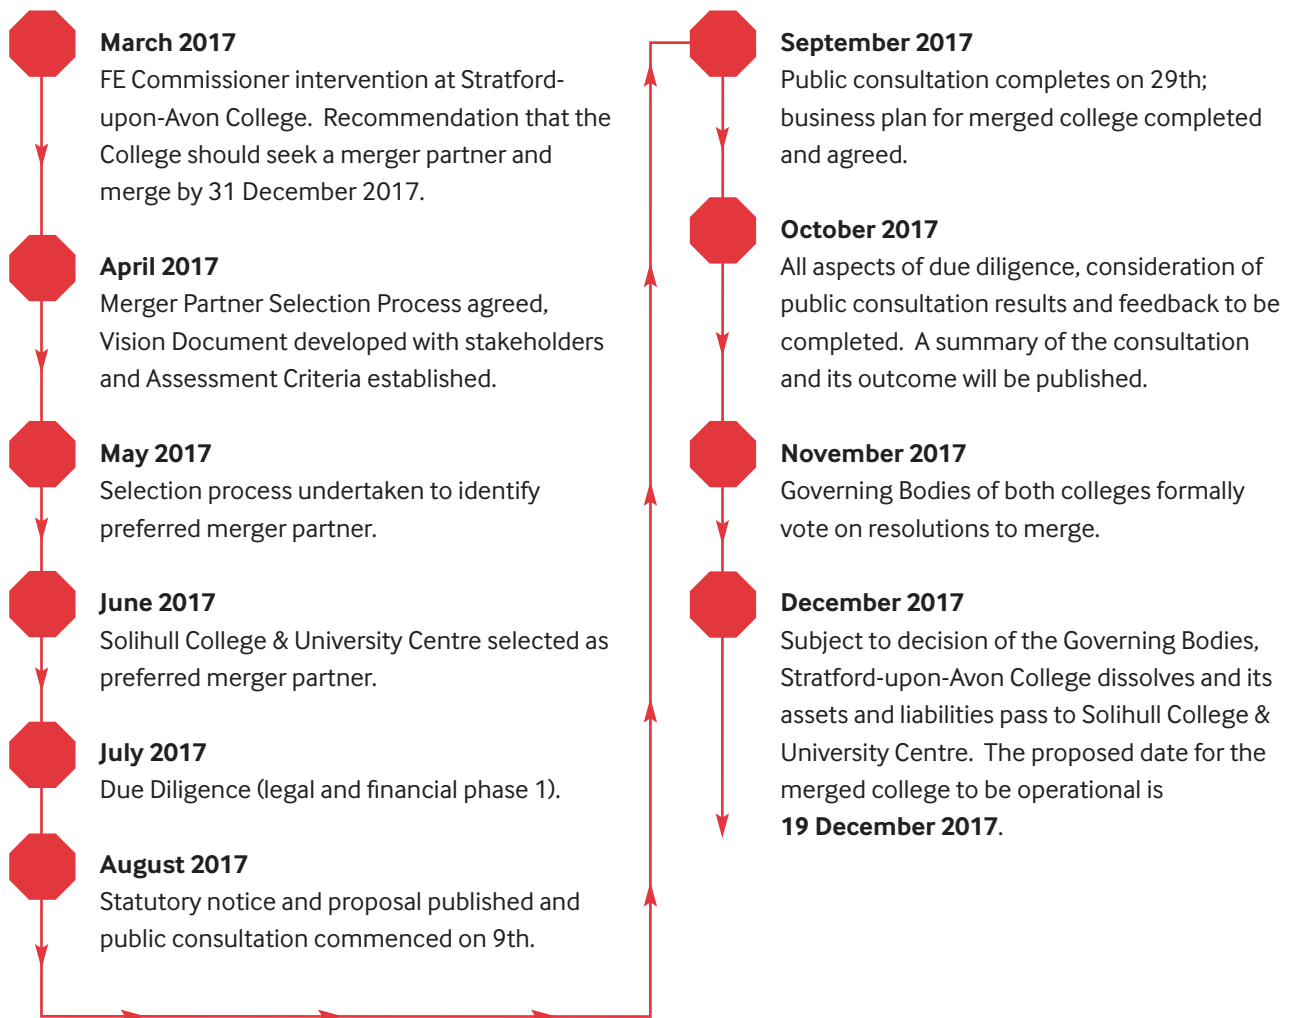 March 2017
FE Commissioner intervention at Stratford-
upon-Avon College.  Recommendation that the
College should seek a merger partner and
merge by 31 December 2017.
April 2017
Merger Partner Selection Process agreed,
Vision Document developed with stakeholders
and Assessment Criteria established.
May 2017
Selection process undertaken to identify
preferred merger partner.
June 2017
Solihull College & University Centre selected as
preferred merger partner.
July 2017
Due Diligence (legal and financial phase 1).
August 2017
Statutory notice and proposal published and
public consultation commenced on 9th.
September 2017
Public consultation completes on 29th;
business plan for merged college completed
and agreed.
October 2017
All aspects of due diligence, consideration of
public consultation results and feedback to be
completed.  A summary of the consultation
and its outcome will be published.
November 2017
Governing Bodies of both colleges formally
vote on resolutions to merge.
December 2017
Subject to decision of the Governing Bodies,
Stratford-upon-Avon College dissolves and its
assets and liabilities pass to Solihull College &
University Centre.  The proposed date for the
merged college to be operational is
19 December 2017.